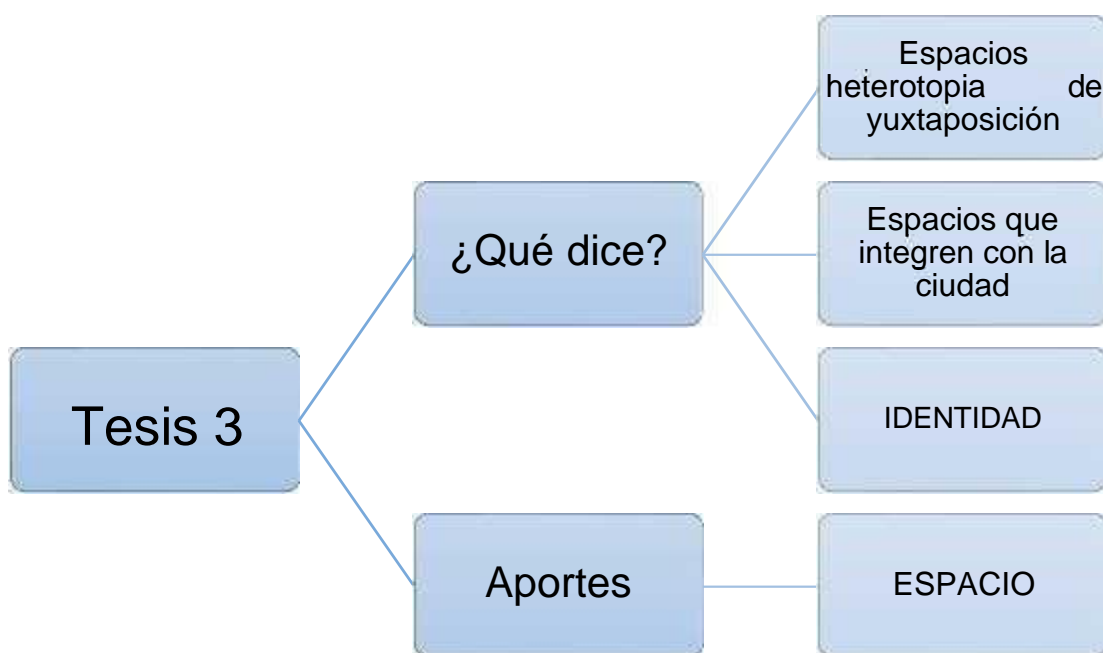 Tesis 3
¿Qué dice?
Espacios
heterotopia de
yuxtaposición
Espacios que
integren con la
ciudad
IDENTIDAD
Aportes
ESPACIO